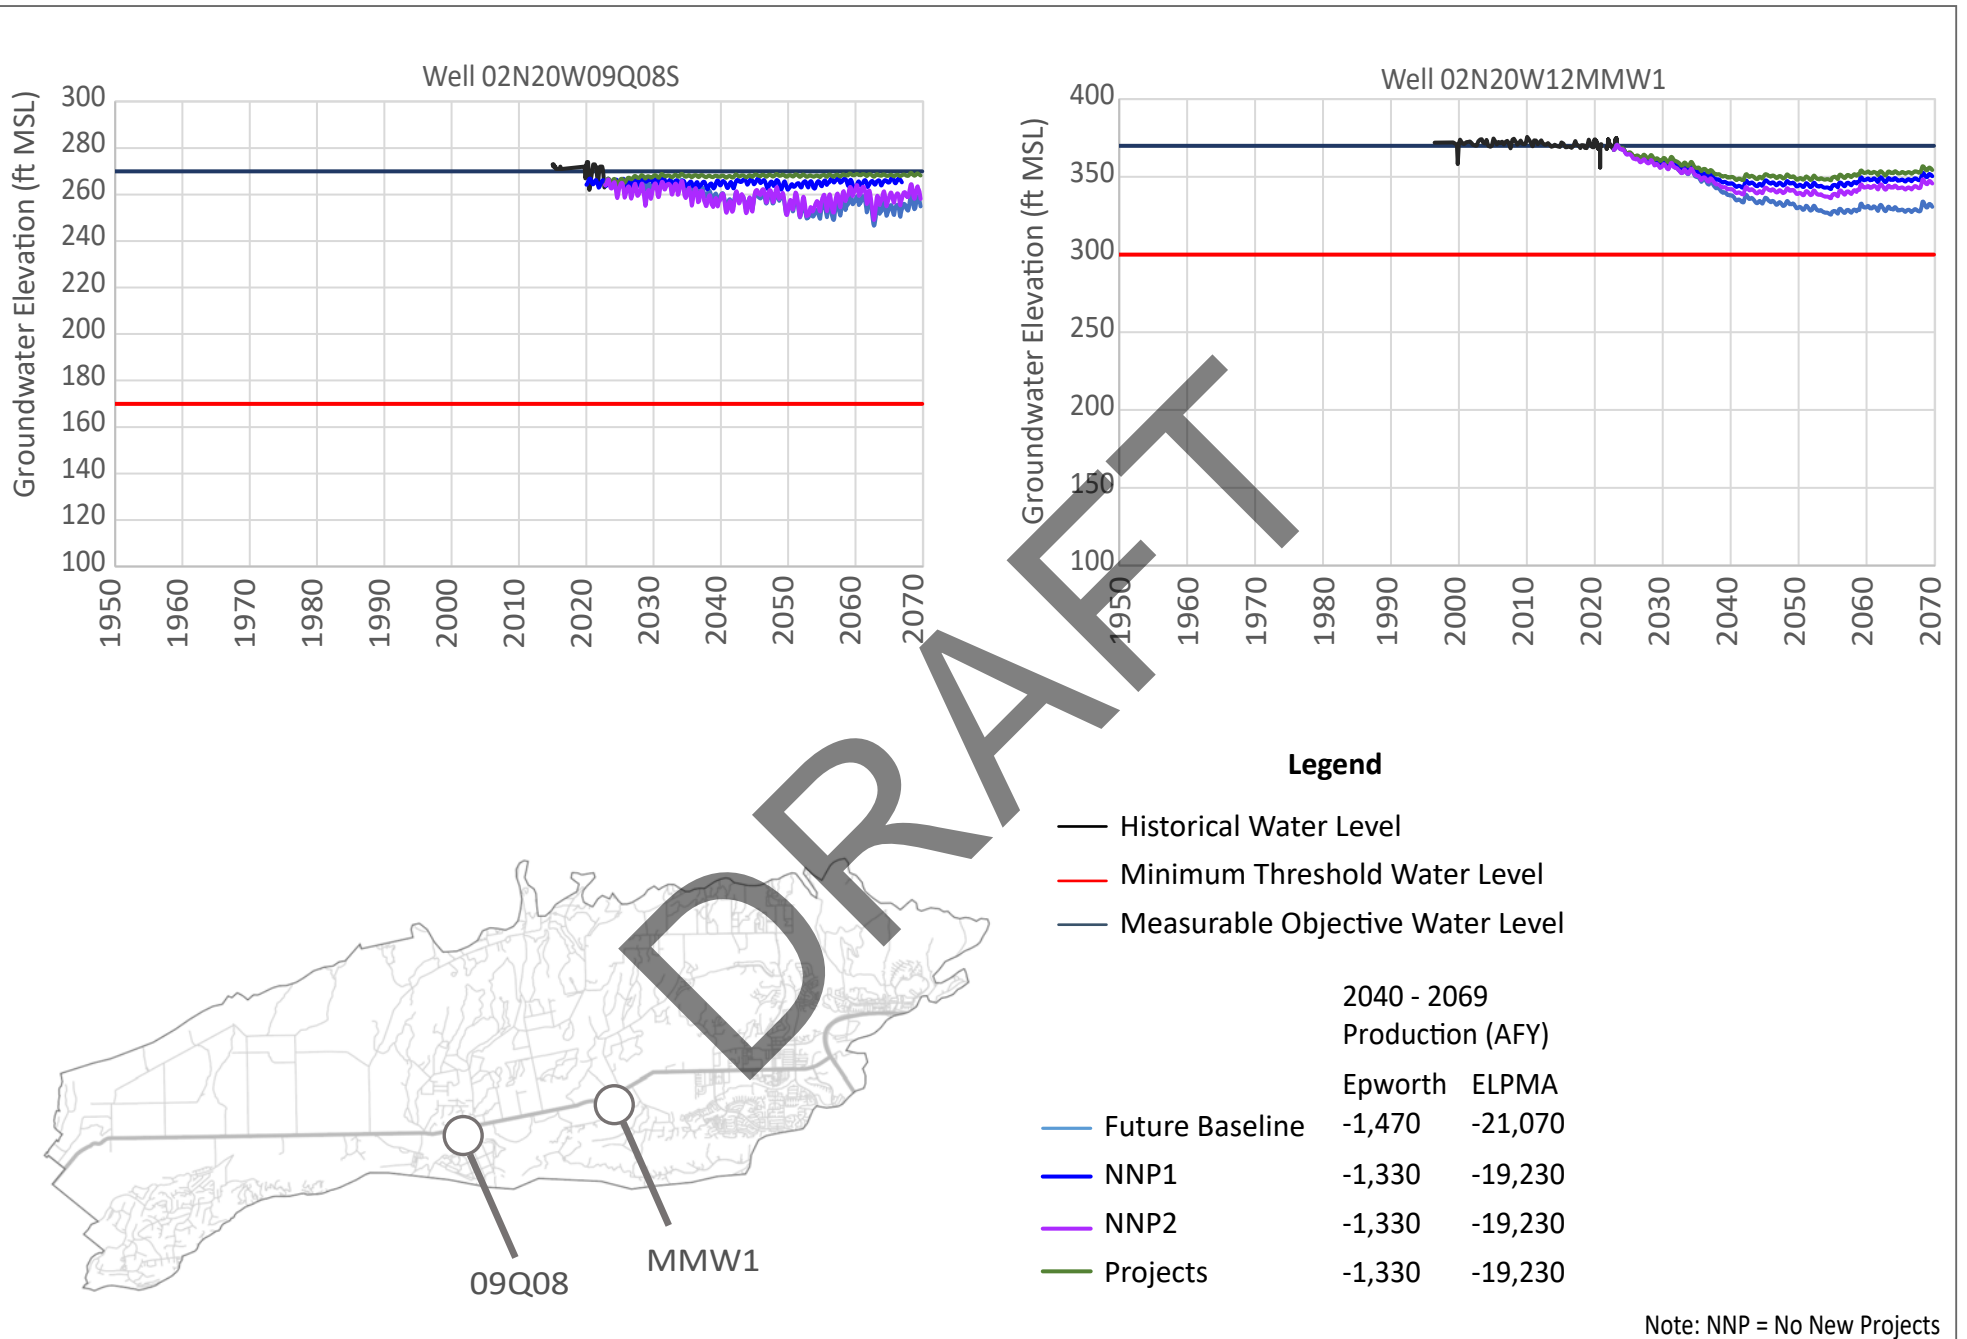 Well 02N20W09Q08S
Groundwater Elevation (ft MSL)
300
280
260
240
220
200
180
160
140
120
100
1950
1960
1970
1980
1990
2000
2010
2020
2030
2040
2050
2060
2070
Well 02N20W12MMW1
Groundwater Elevation (ft MSL)
400
350
300
250
200
150
100
1950
1960
1970
1980
1990
2000
2010
2020
2030
2040
2050
2060
2070
DRAFT
09Q08
MMW1
Legend
Historical Water Level
Minimum Threshold Water Level
Measurable Objective Water Level
2040 - 2069
Production (AFY)
Epworth ELPMA
Future Baseline -1,470 -21,070
NNP1 -1,330 -19,230
NNP2 -1,330 -19,230
Projects -1,330 -19,230
Note: NNP = No New Projects